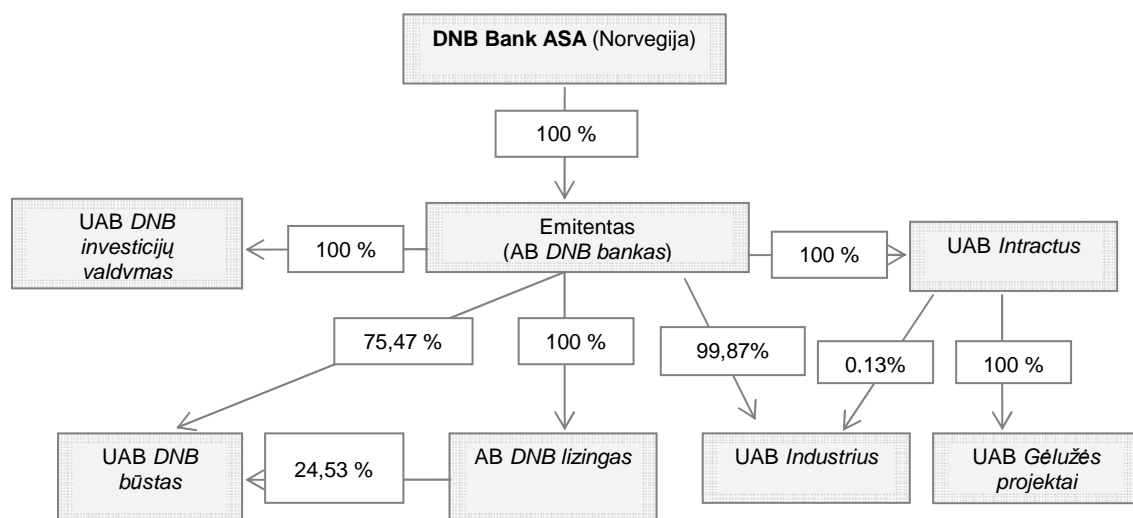 DNB Bank ASA (Norvegija)
100 %
UAB DNB
investicijų
valdymas
100 %
Emitentas
(AB DNB bankas)
100 %
UAB Intractus
75,47 %
100 %
99,87%
0,13%
100 %
UAB DNB
būstas
24,53 %
AB DNB lizingas
UAB Industrius
UAB Gėlužės
projektai